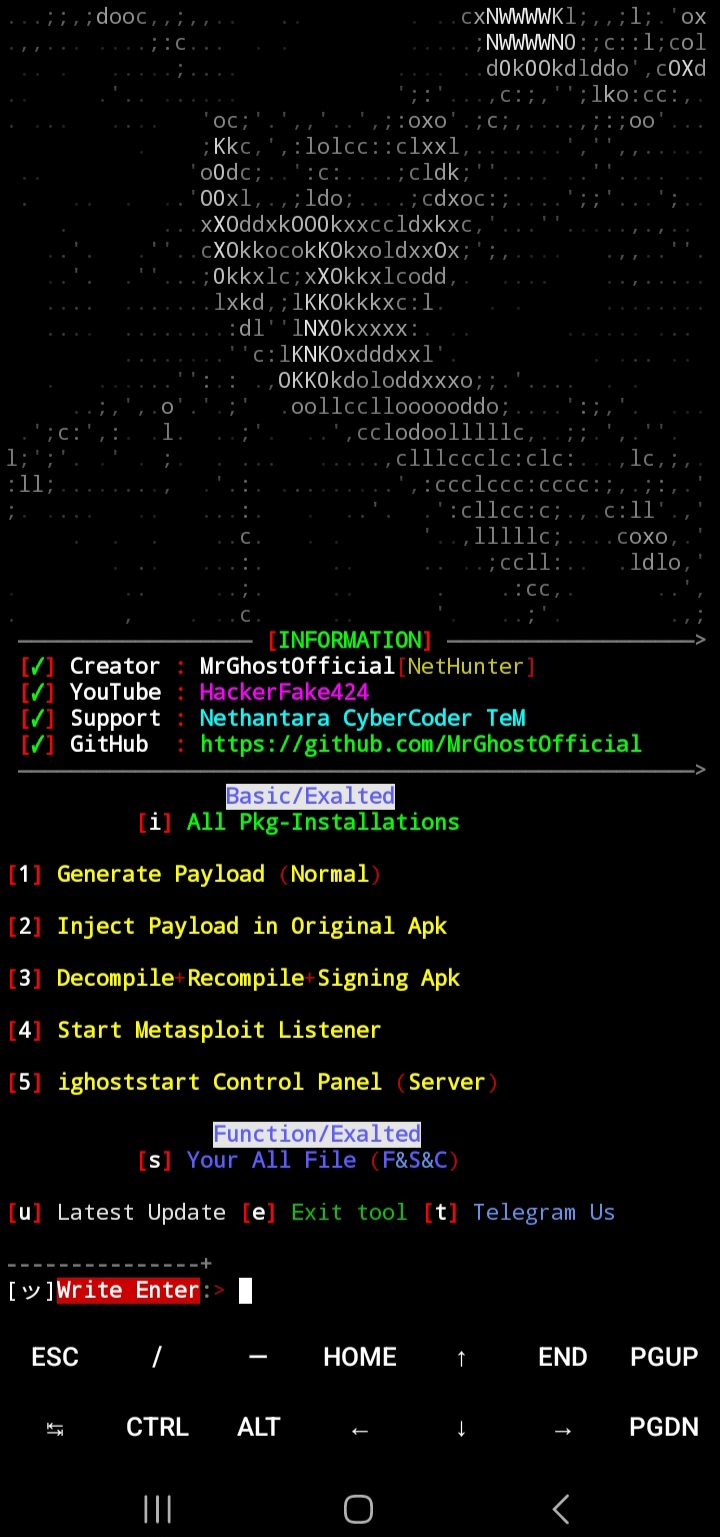 [INFORMATION]
[✓] Creator : MrGhostOfficial[NetHunter]
[✓] YouTube : HackerFake424
[✓] Support : Nethantara CyberCoder TeM
[✓] GitHub : https://github.com/MrGhostOfficial
Basic/Exalted
[i] All Pkg-Installations
[1] Generate Payload (Normal)
[2] Inject Payload in Original Apk
[3] Decompile+Recompile+Signing Apk
[4] Start Metasploit Listener
[5] ighoststart Control Panel (Server)
Function/Exalted
[s] Your All File (F&S&C)
[u] Latest Update [e] Exit tool [t] Telegram Us
---------------+
[ツ]Write Enter:>
ESC / — HOME ↑ END PGUP
↹ CTRL ALT ← ↓ → PGDN